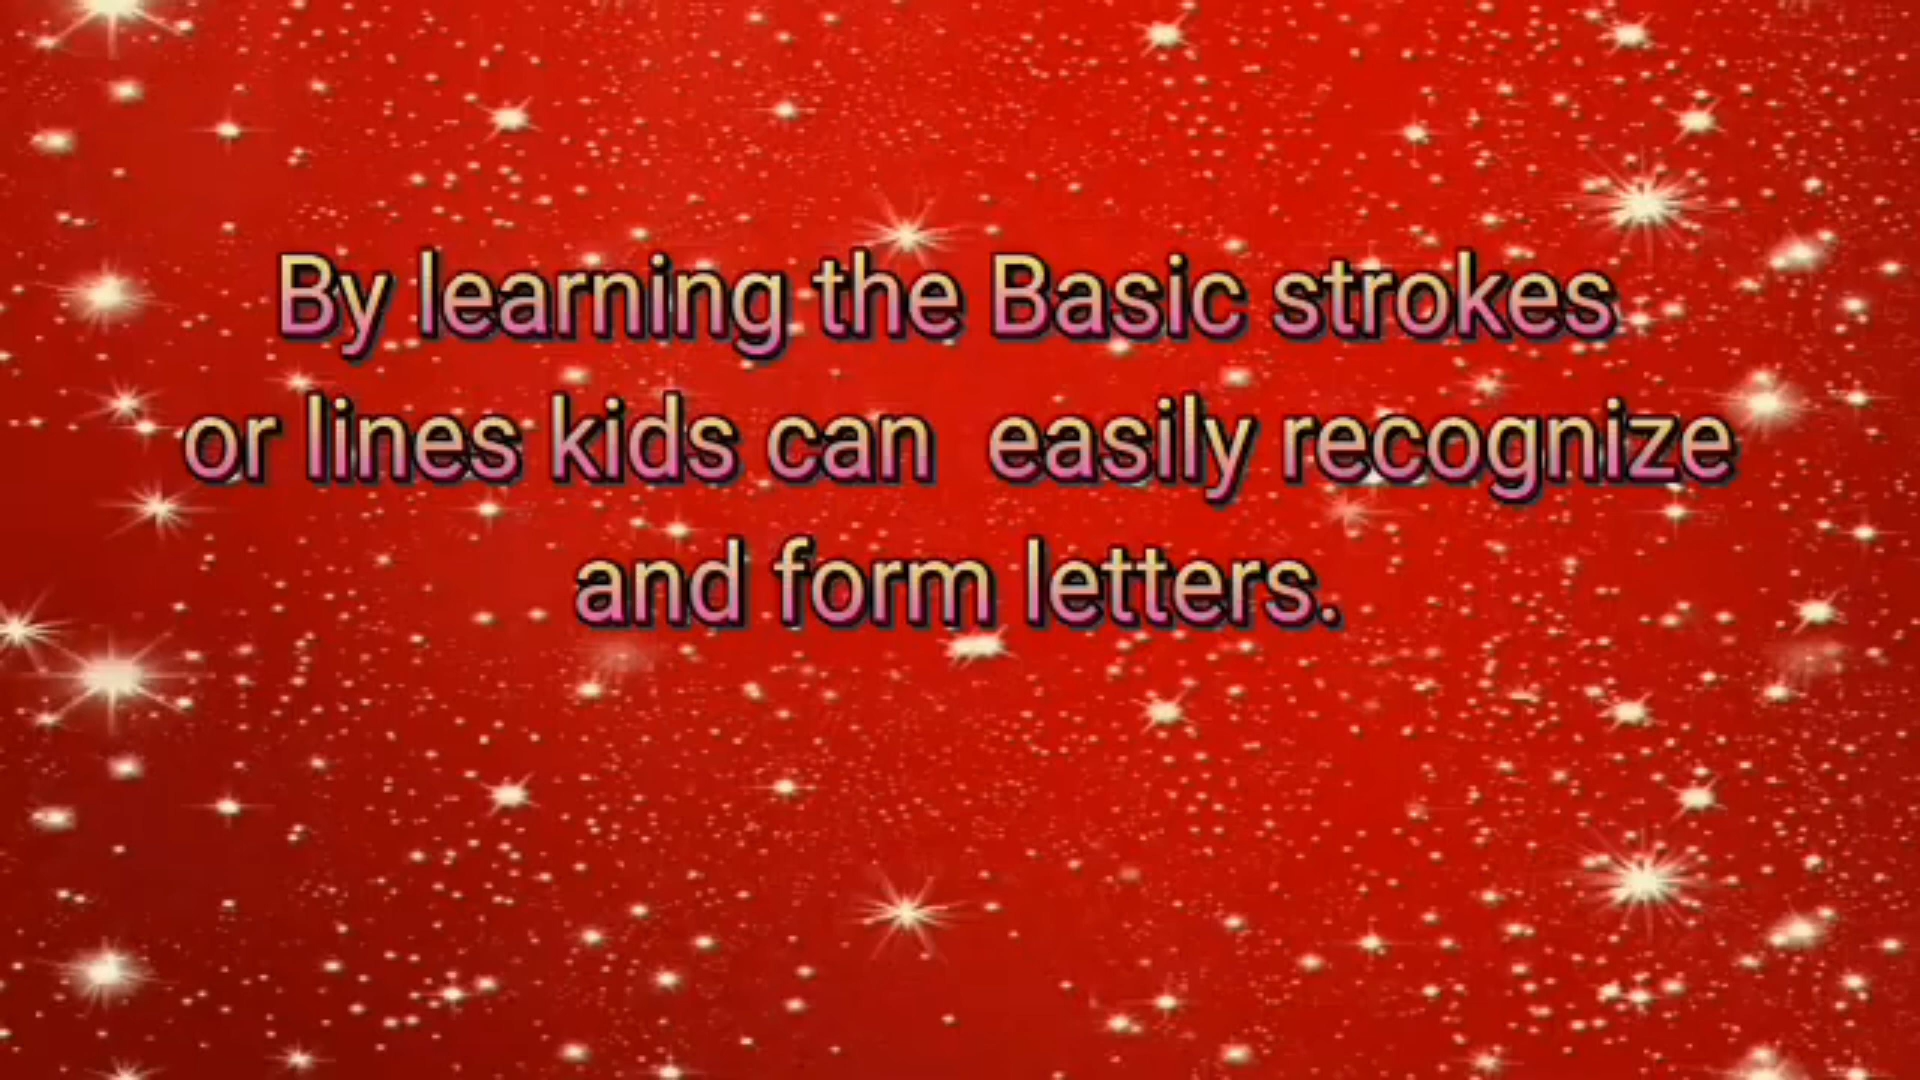 By learning the Basic strokes
or lines kids can  easily recognize
and form letters.